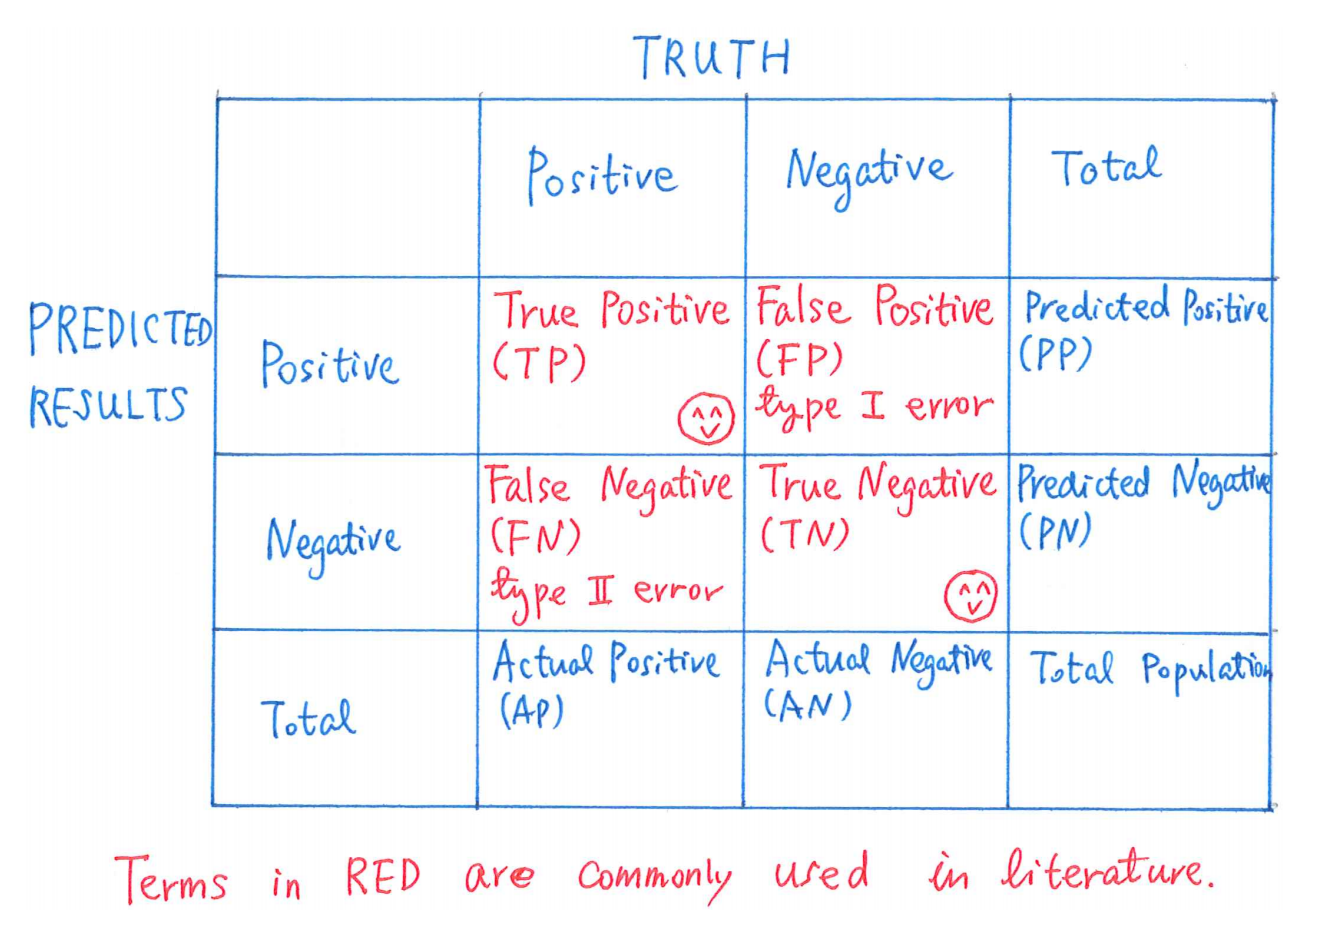 TRUTH
Positive
Negative
Total
PREDICTED
RESULTS
Positive
True Positive
(TP)
False Positive
(FP)
type I error
Predicted Positive
(PP)
Negative
False Negative
(FN)
type II error
True Negative
(TN)
Predicted Negative
(PN)
Total
Actual Positive
(AP)
Actual Negative
(AN)
Total Population
Terms in RED are commonly used in literature.